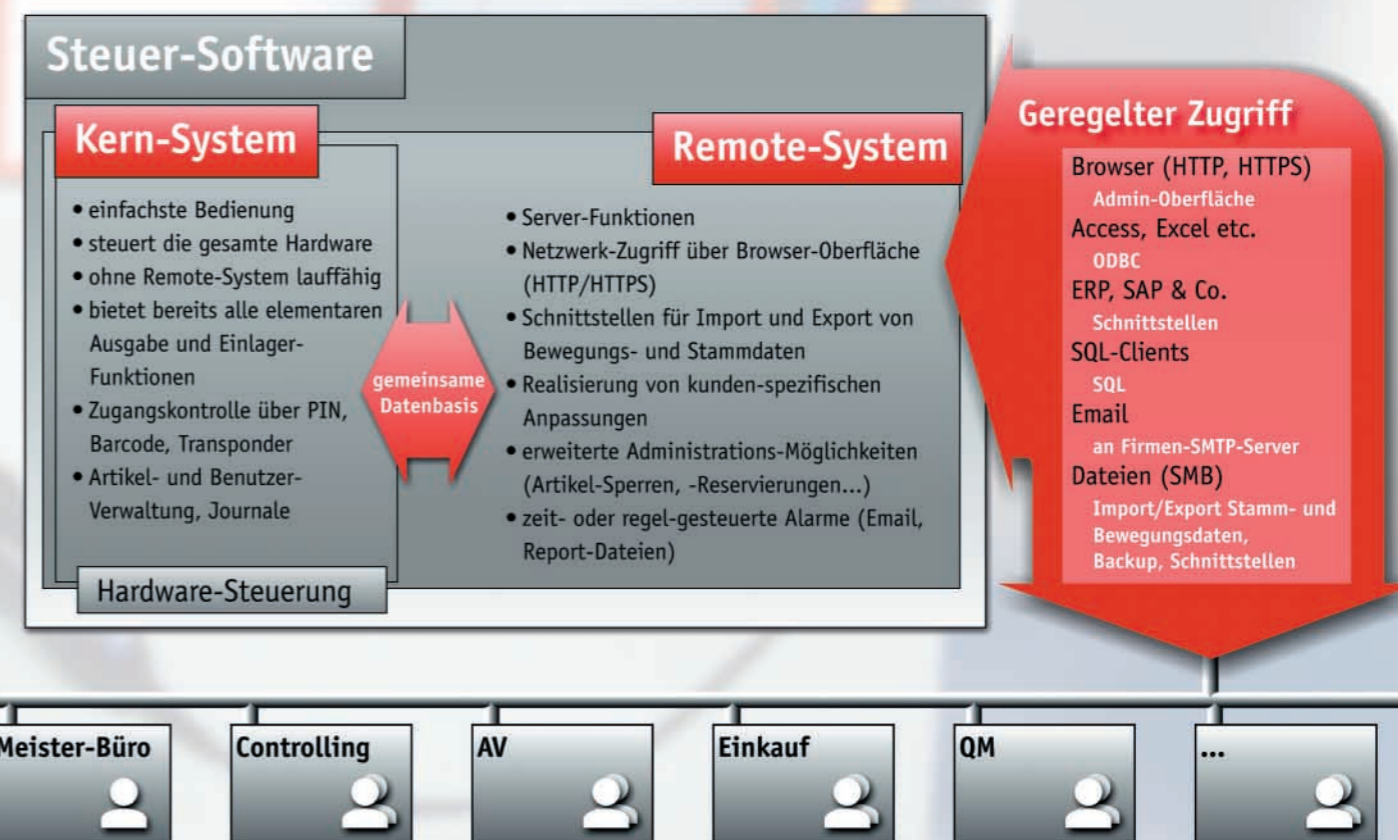 Steuer-Software
Kern-System
• einfachste Bedienung
• steuert die gesamte Hardware
• ohne Remote-System lauffähig
• bietet bereits alle elementaren
Ausgabe und Einlager-
Funktionen
• Zugangskontrolle über PIN,
Barcode, Transponder
• Artikel- und Benutzer-
Verwaltung, Journale
Hardware-Steuerung
gemeinsame
Datenbasis
Remote-System
• Server-Funktionen
• Netzwerk-Zugriff über Browser-Oberfläche
(HTTP/HTTPS)
• Schnittstellen für Import und Export von
Bewegungs- und Stammdaten
• Realisierung von kunden-spezifischen
Anpassungen
• erweiterte Administrations-Möglichkeiten
(Artikel-Sperren, -Reservierungen...)
• zeit- oder regel-gesteuerte Alarme (Email,
Report-Dateien)
Geregelter Zugriff
Browser (HTTP, HTTPS)
Admin-Oberfläche
Access, Excel etc.
ODBC
ERP, SAP & Co.
Schnittstellen
SQL-Clients
SQL
Email
an Firmen-SMTP-Server
Dateien (SMB)
Import/Export Stamm- und
Bewegungsdaten,
Backup, Schnittstellen
Meister-Büro
Controlling
AV
Einkauf
QM
...